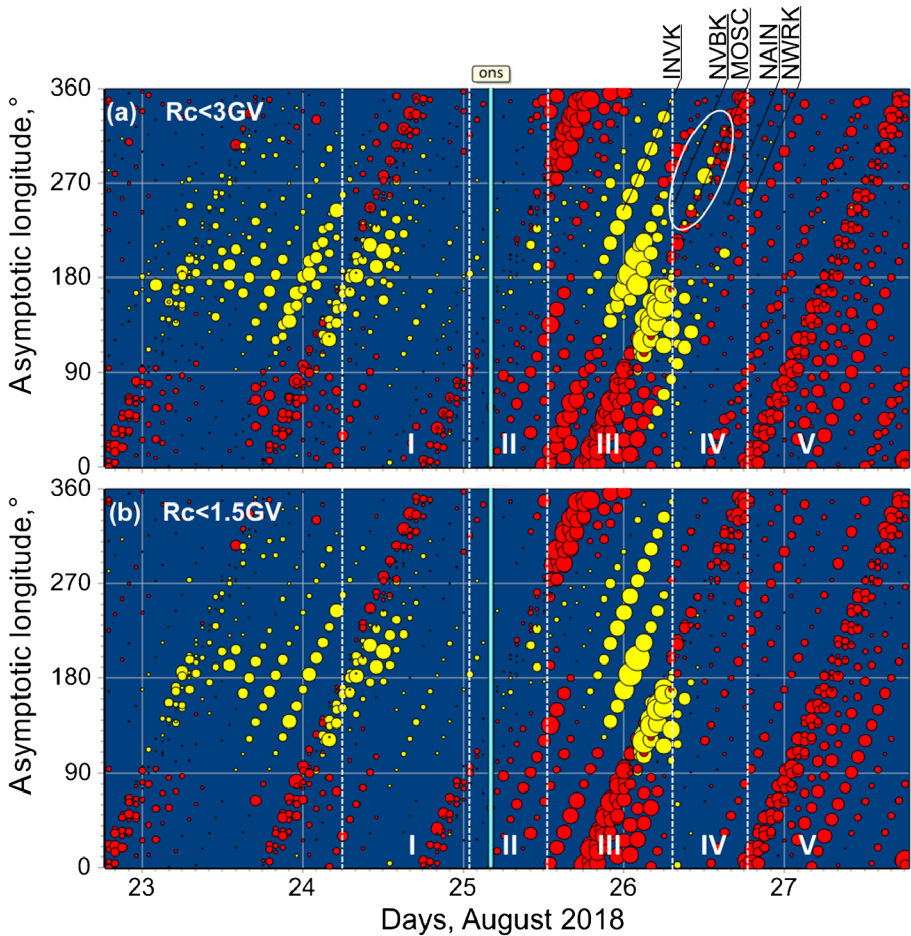 INVK
NVBK
MOSC
NAIN
NWRK
ons
(a) Rc<3GV
360
270
180
90
0
Asymptotic longitude,°
I II III IV V
(b) Rc<1.5GV
360
270
180
90
0
Asymptotic longitude,°
I II III IV V
23 24 25 26 27
Days, August 2018